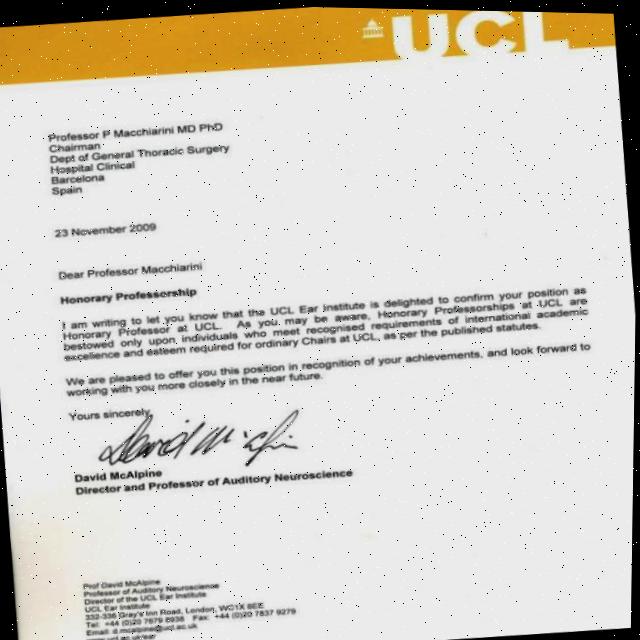 UCL
Professor P Macchiarini MD PhD
Chairman
Dept of General Thoracic Surgery
Hospital Clinical
Barcelona
Spain
23 November 2009
Dear Professor Macchiarini
Honorary Professorship
I am writing to let you know that the UCL Ear Institute is delighted to confirm your position as
Honorary Professor at UCL. As you may be aware, Honorary Professorships at UCL are
bestowed only upon individuals who meet recognised requirements of international academic
excellence and esteem required for ordinary Chairs at UCL, as per the published statutes.
We are pleased to offer you this position in recognition of your achievements, and look forward to
working with you more closely in the near future.
Yours sincerely,
David McAlpine
David McAlpine
Director and Professor of Auditory Neuroscience
Prof David McAlpine
Professor of Auditory Neuroscience
Director of the UCL Ear Institute
UCL Ear Institute
332-336 Gray's Inn Road, London, WC1X 8EE
Tel: +44 (0)20 7679 8938 Fax: +44 (0)20 7837 9279
Email: d.mcalpine@ucl.ac.uk